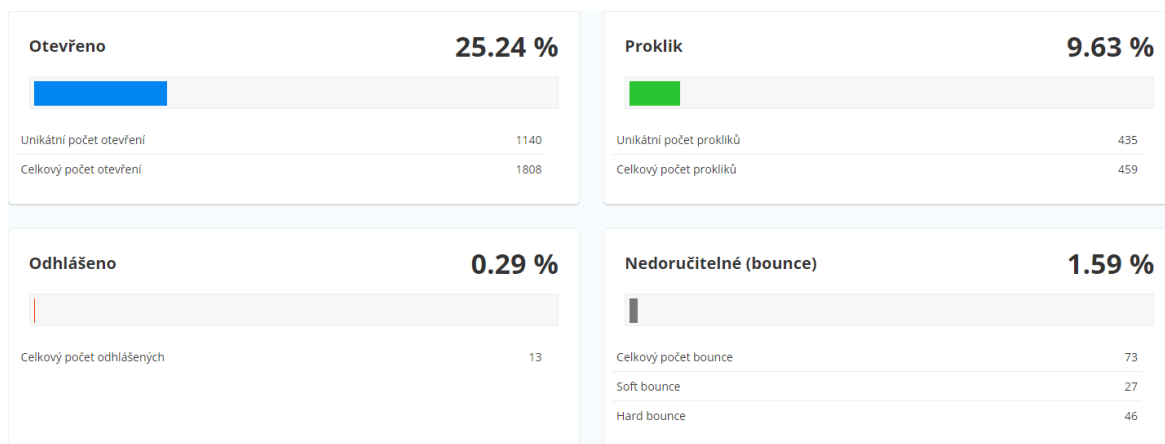 Otevřeno 25.24 %
Unikátní počet otevření 1140
Celkový počet otevření 1808
Proklik 9.63 %
Unikátní počet prokliků 435
Celkový počet prokliků 459
Odhlášeno 0.29 %
Celkový počet odhlášených 13
Nedoručitelné (bounce) 1.59 %
Celkový počet bounce 73
Soft bounce 27
Hard bounce 46